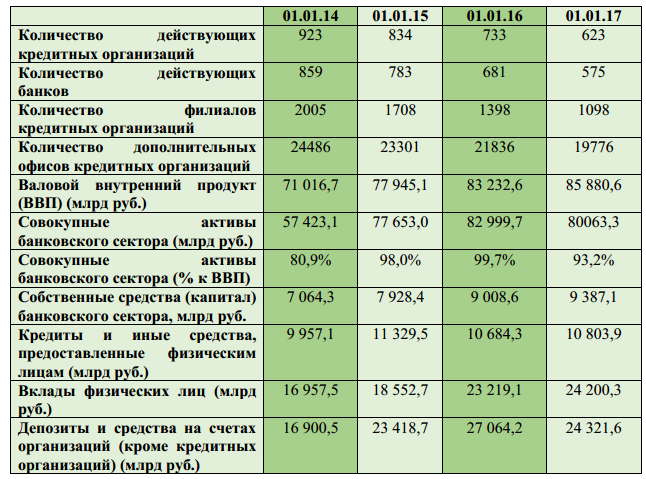 01.01.14 01.01.15 01.01.16 01.01.17
Количество действующих
кредитных организаций 923 834 733 623
Количество действующих
банков 859 783 681 575
Количество филиалов
кредитных организаций 2005 1708 1398 1098
Количество дополнительных
офисов кредитных организаций 24486 23301 21836 19776
Валовой внутренний продукт
(ВВП) (млрд руб.) 71 016,7 77 945,1 83 232,6 85 880,6
Совокупные активы
банковского сектора (млрд руб.) 57 423,1 77 653,0 82 999,7 80063,3
Совокупные активы
банковского сектора (% к ВВП) 80,9% 98,0% 99,7% 93,2%
Собственные средства (капитал)
банковского сектора, млрд руб. 7 064,3 7 928,4 9 008,6 9 387,1
Кредиты и иные средства,
предоставленные физическим
лицам (млрд руб.) 9 957,1 11 329,5 10 684,3 10 803,9
Вклады физических лиц (млрд
руб.) 16 957,5 18 552,7 23 219,1 24 200,3
Депозиты и средства на счетах
организаций (кроме кредитных
организаций) (млрд руб.) 16 900,5 23 418,7 27 064,2 24 321,6